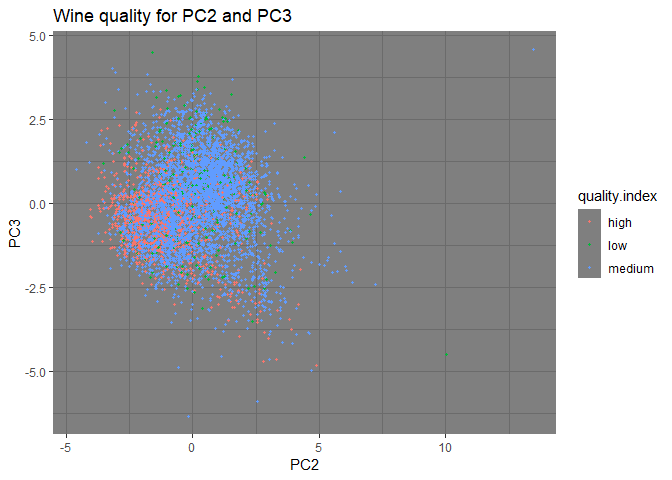 Wine quality for PC2 and PC3
5.0
2.5
0.0
-2.5
-5.0
PC3
-5
0
5
10
PC2
quality.index
high
low
medium